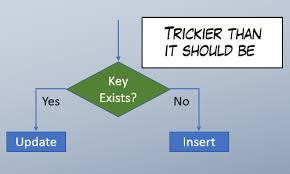 TRICKIER THAN
IT SHOULD BE
Key
Exists?
Yes
No
Update
Insert